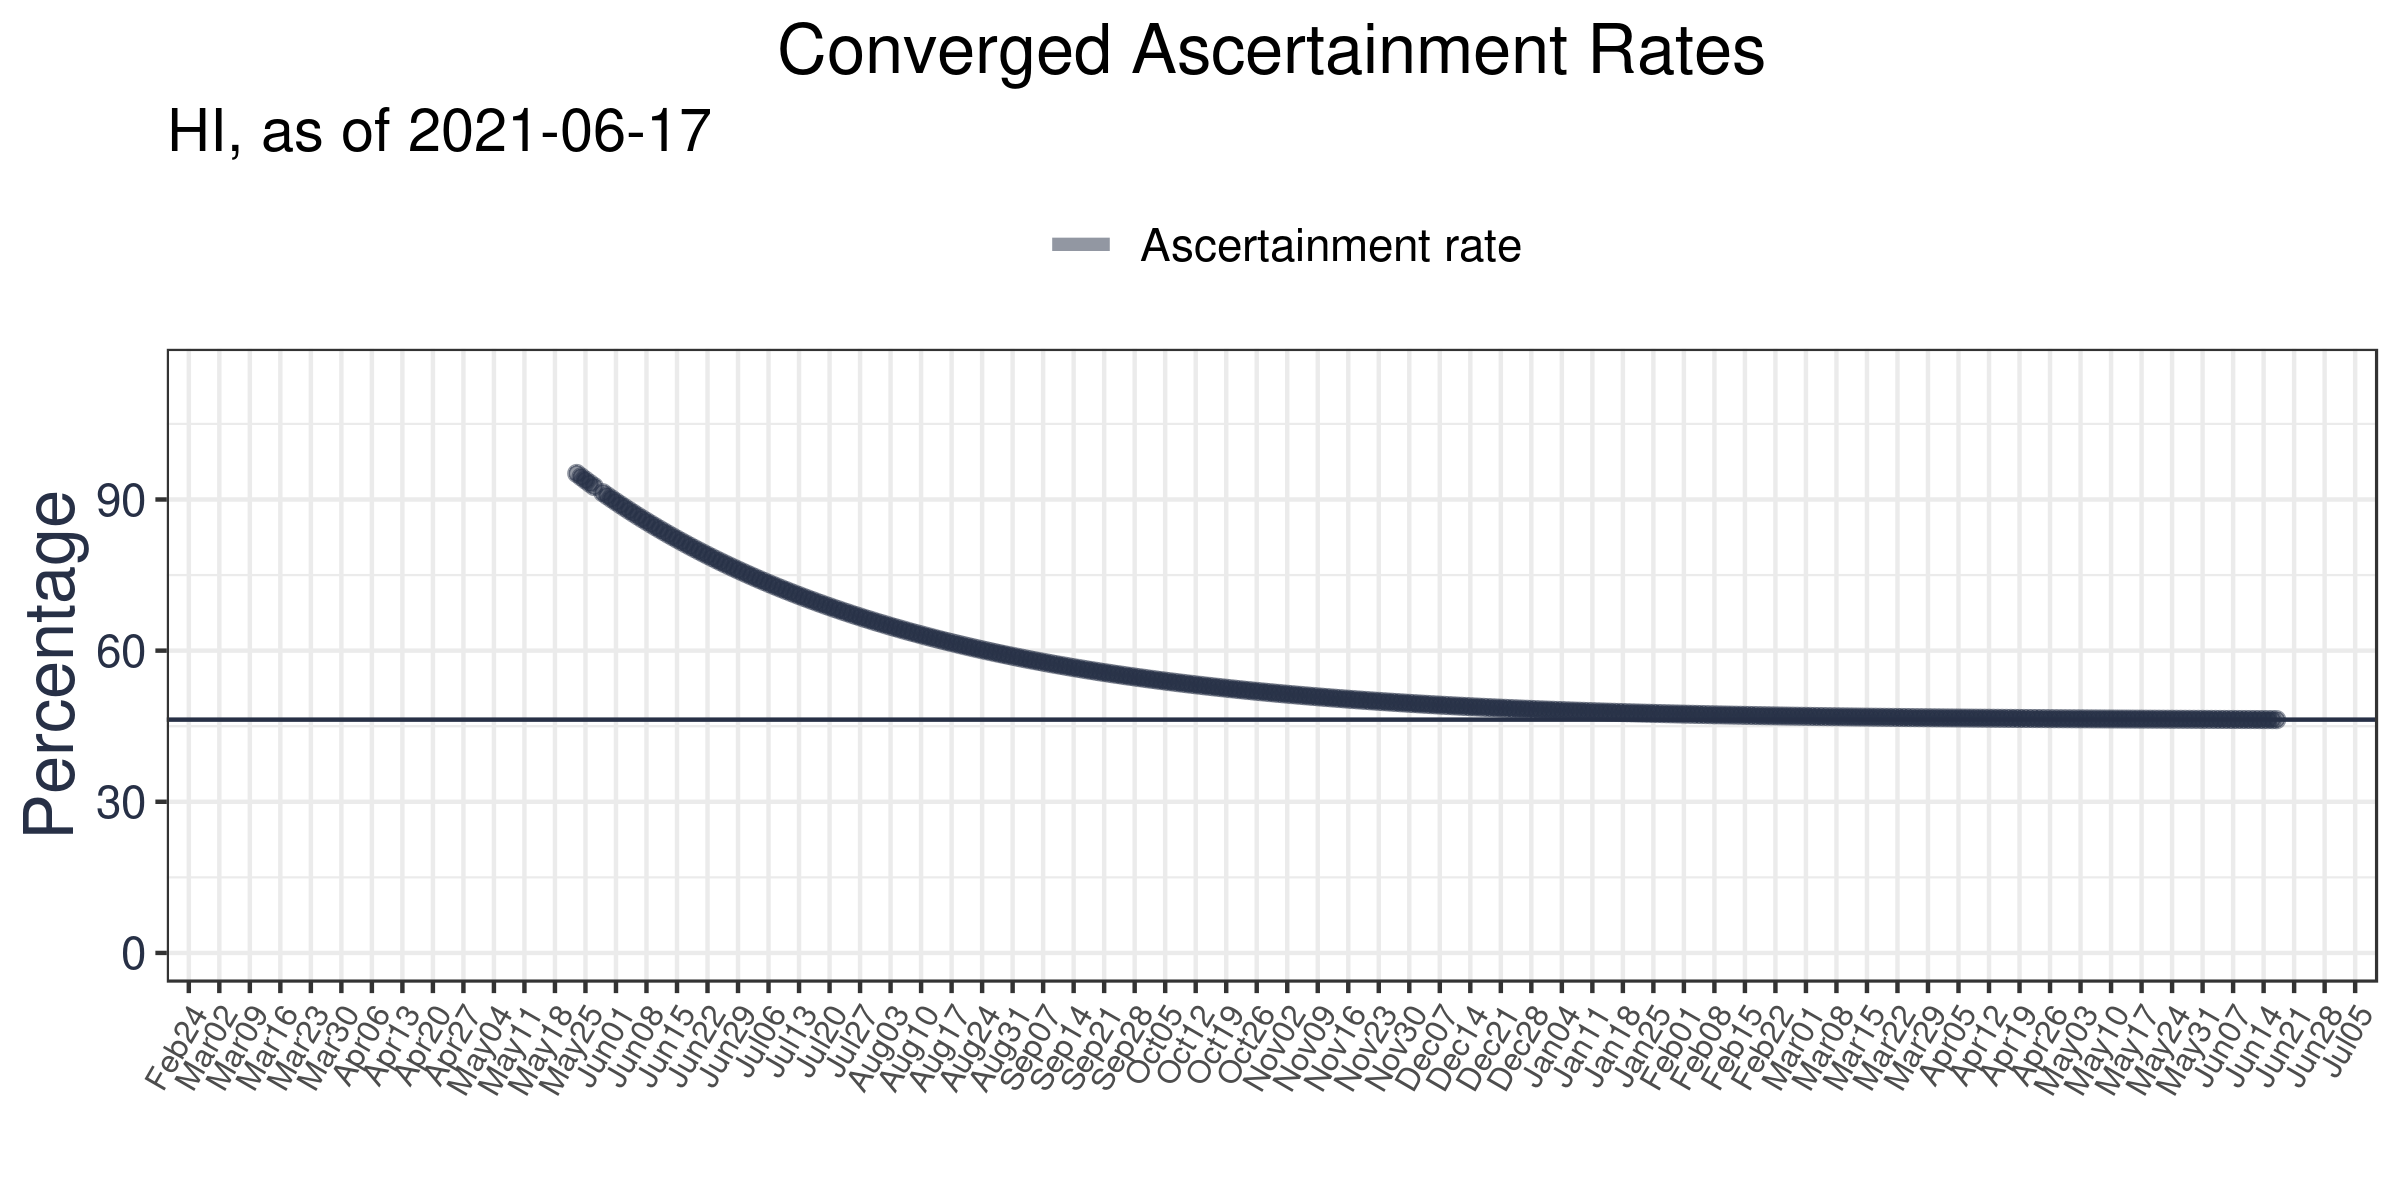 Converged Ascertainment Rates
HI, as of 2021-06-17
Ascertainment rate
Percentage
90
60
30
0
Feb24
Mar02
Mar09
Mar16
Mar23
Mar30
Apr06
Apr13
Apr20
Apr27
May04
May11
May18
May25
Jun01
Jun08
Jun15
Jun22
Jun29
Jul06
Jul13
Jul20
Jul27
Aug03
Aug10
Aug17
Aug24
Aug31
Sep07
Sep14
Sep21
Sep28
Oct05
Oct12
Oct19
Oct26
Nov02
Nov09
Nov16
Nov23
Nov30
Dec07
Dec14
Dec21
Dec28
Jan04
Jan11
Jan18
Jan25
Feb01
Feb08
Feb15
Feb22
Mar01
Mar08
Mar15
Mar22
Mar29
Apr05
Apr12
Apr19
Apr26
May03
May10
May17
May24
May31
Jun07
Jun14
Jun21
Jun28
Jul05